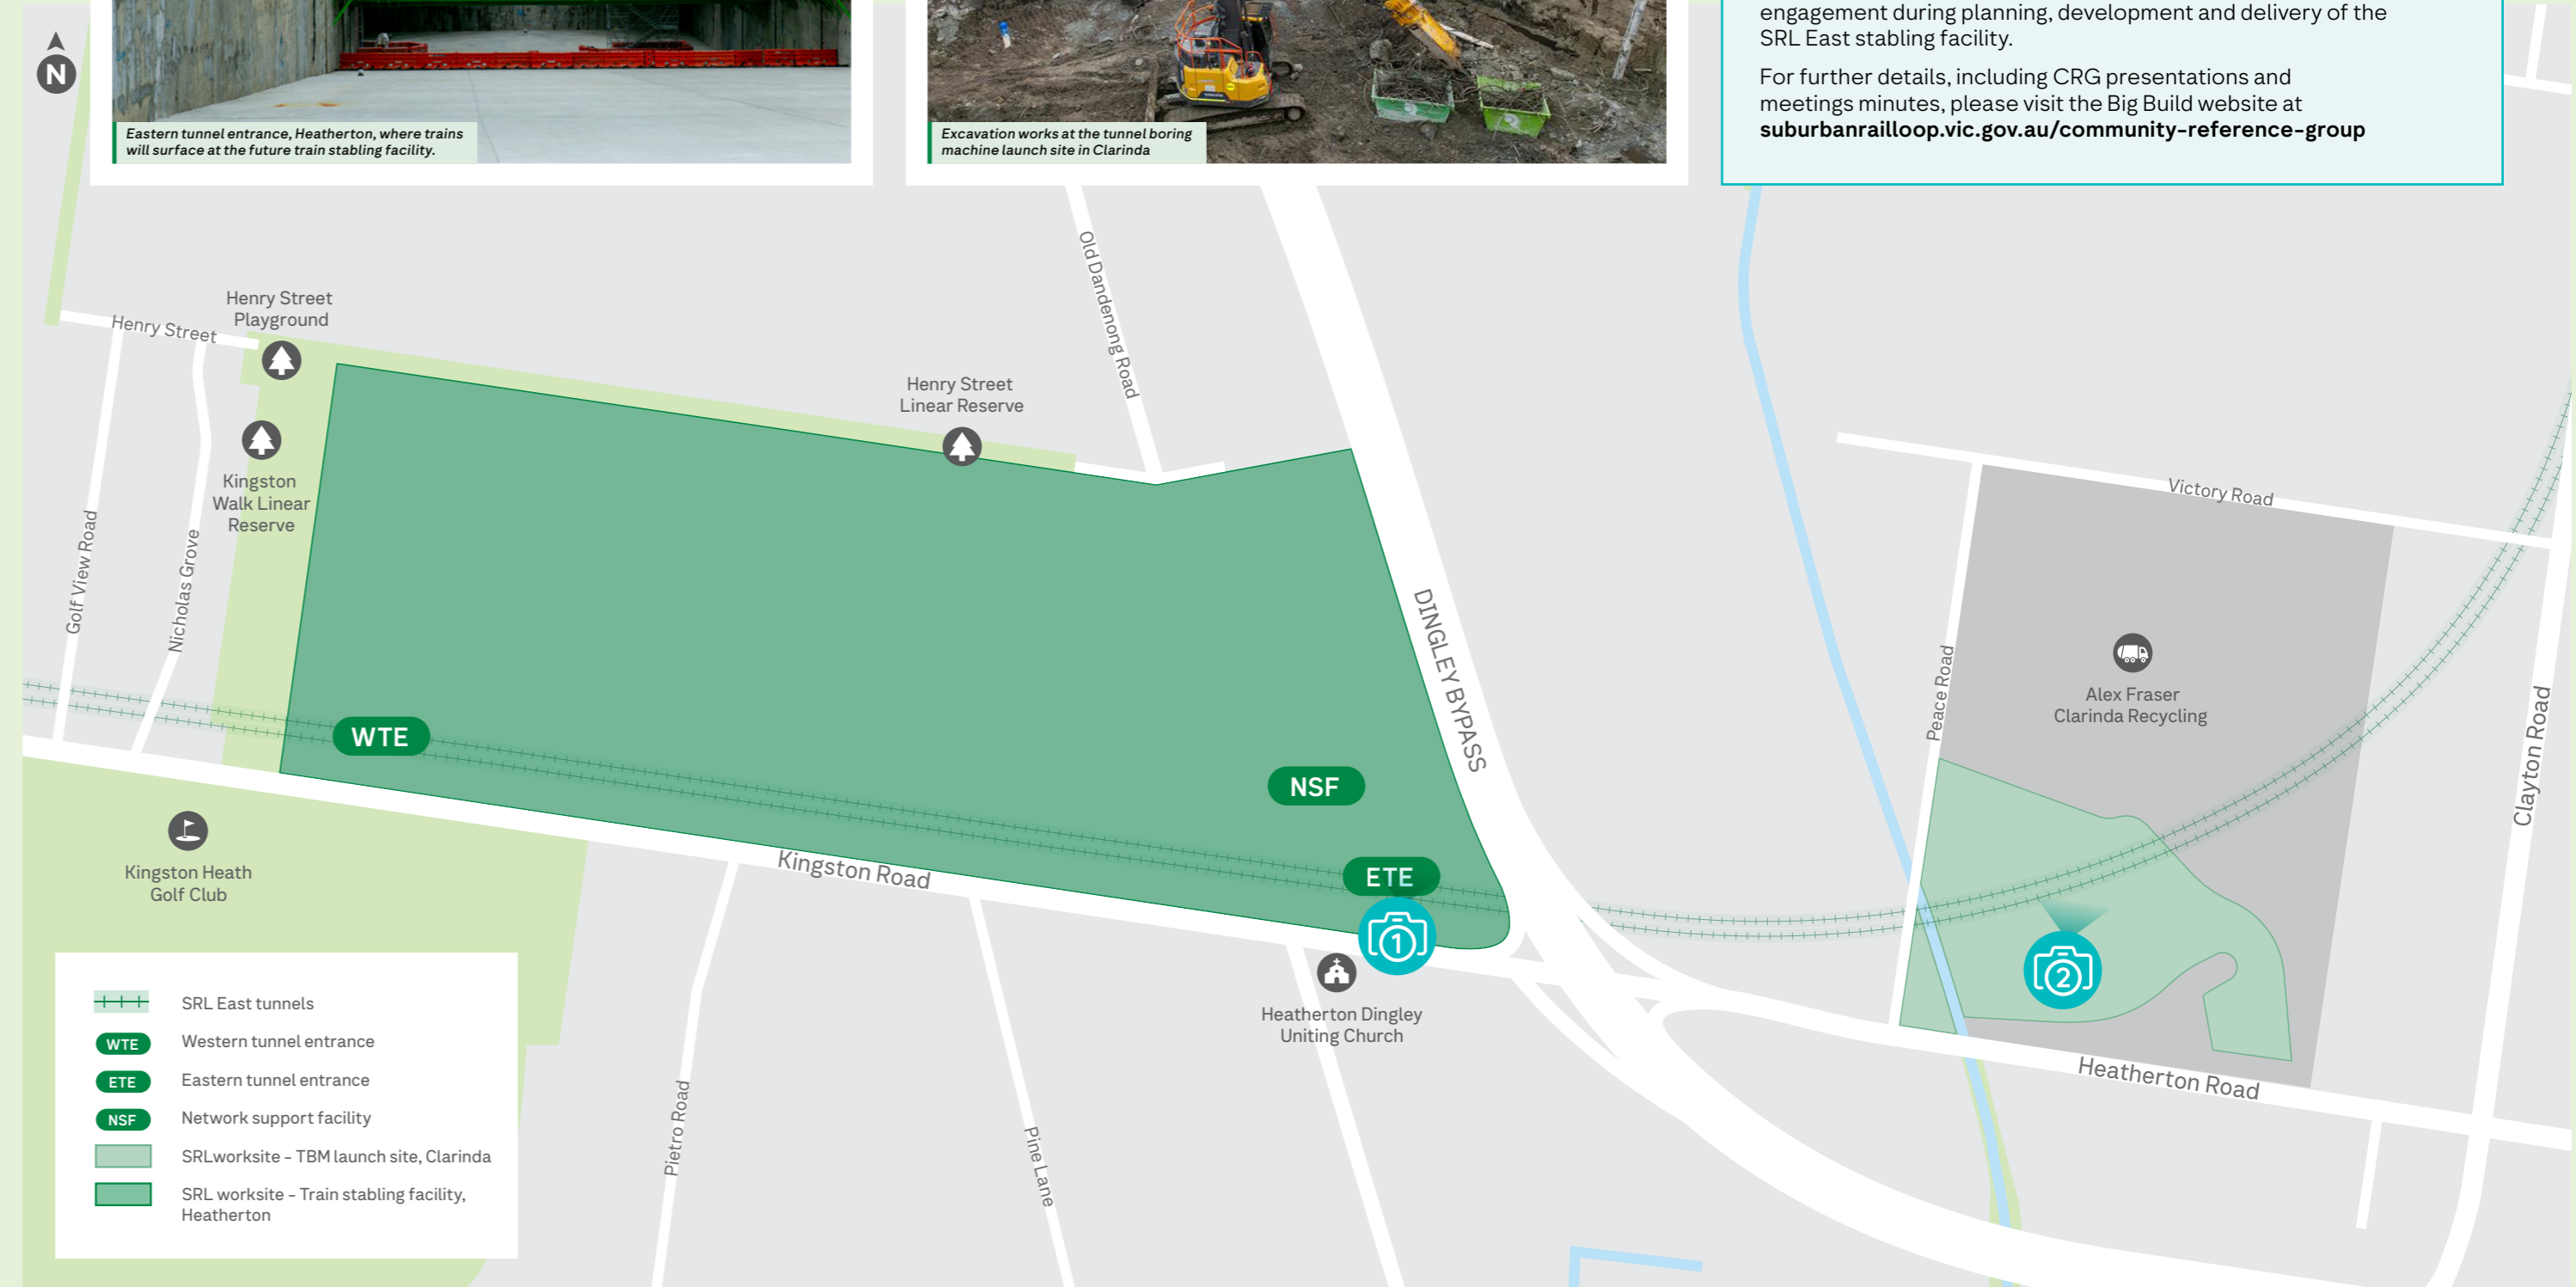 engagement during planning, development and delivery of the
SRL East stabling facility.
For further details, including CRG presentations and
meetings minutes, please visit the Big Build website at
suburbanrailloop.vic.gov.au/community-reference-group
N
Eastern tunnel entrance, Heatherton, where trains
will surface at the future train stabling facility.
Excavation works at the tunnel boring
machine launch site in Clarinda
Henry Street
Playground
Henry Street
Old Dandenong Road
Henry Street
Linear Reserve
Kingston
Walk Linear
Reserve
Golf View Road
Nicholas Grove
Victory Road
DINGLEY BYPASS
Peace Road
Alex Fraser
Clarinda Recycling
Clayton Road
WTE
NSF
ETE
Kingston Road
Kingston Heath
Golf Club
1
2
Heatherton Dingley
Uniting Church
Heatherton Road
Pietro Road
Pine Lane
SRL East tunnels
WTE Western tunnel entrance
ETE Eastern tunnel entrance
NSF Network support facility
SRLworksite - TBM launch site, Clarinda
SRL worksite - Train stabling facility,
Heatherton